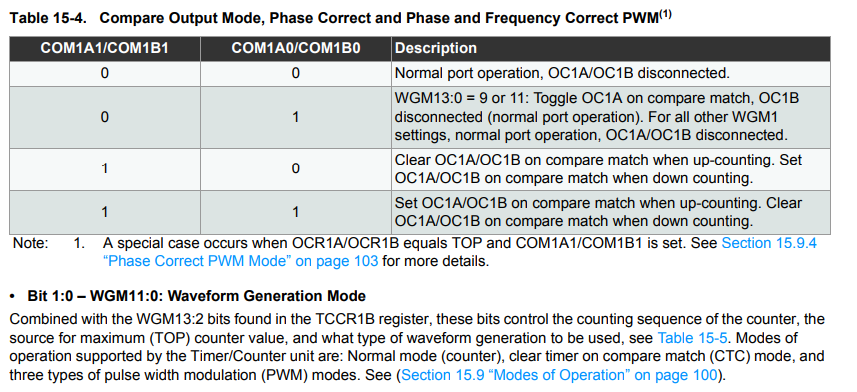 Table 15-4. Compare Output Mode, Phase Correct and Phase and Frequency Correct PWM(1)
COM1A1/COM1B1 COM1A0/COM1B0 Description
0 0 Normal port operation, OC1A/OC1B disconnected.
0 1 WGM13:0 = 9 or 11: Toggle OC1A on compare match, OC1B
disconnected (normal port operation). For all other WGM1
settings, normal port operation, OC1A/OC1B disconnected.
1 0 Clear OC1A/OC1B on compare match when up-counting. Set
OC1A/OC1B on compare match when down counting.
1 1 Set OC1A/OC1B on compare match when up-counting. Clear
OC1A/OC1B on compare match when down counting.
Note: 1. A special case occurs when OCR1A/OCR1B equals TOP and COM1A1/COM1B1 is set. See Section 15.9.4
“Phase Correct PWM Mode” on page 103 for more details.
• Bit 1:0 – WGM11:0: Waveform Generation Mode
Combined with the WGM13:2 bits found in the TCCR1B register, these bits control the counting sequence of the counter, the
source for maximum (TOP) counter value, and what type of waveform generation to be used, see Table 15-5. Modes of
operation supported by the Timer/Counter unit are: Normal mode (counter), clear timer on compare match (CTC) mode, and
three types of pulse width modulation (PWM) modes. See (Section 15.9 “Modes of Operation” on page 100).